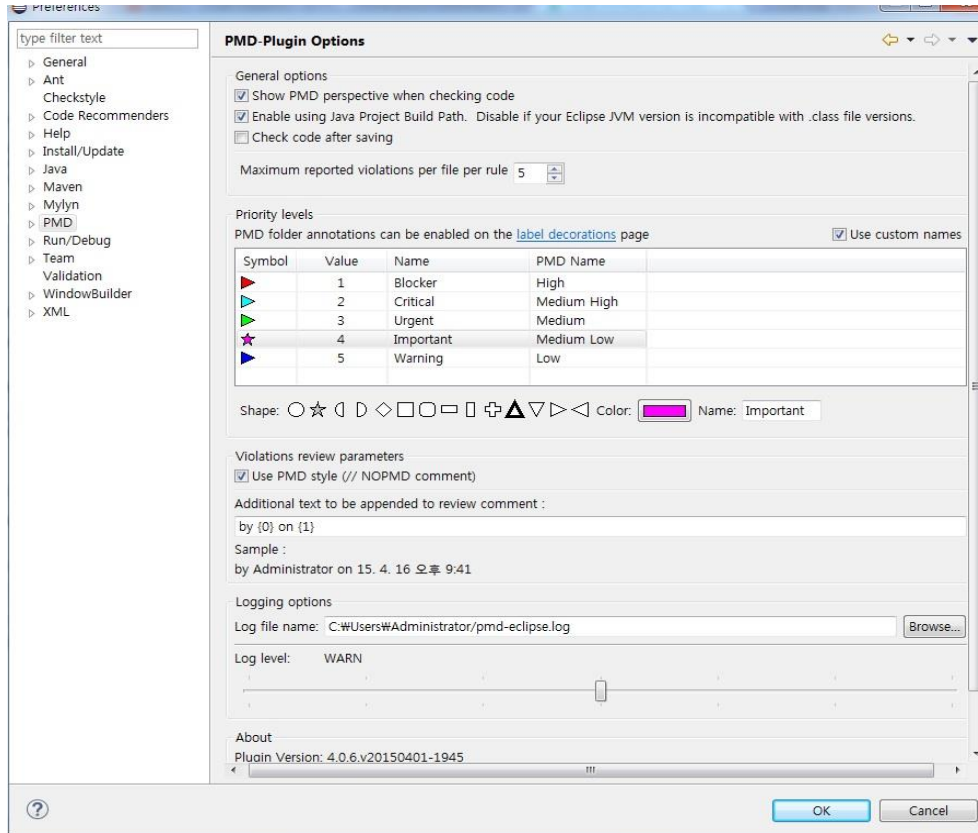 Preferences
type filter text
General
Ant
Checkstyle
Code Recommenders
Help
Install/Update
Java
Maven
Mylyn
PMD
Run/Debug
Team
Validation
WindowBuilder
XML
PMD-Plugin Options
General options
Show PMD perspective when checking code
Enable using Java Project Build Path.  Disable if your Eclipse JVM version is incompatible with .class file versions.
Check code after saving
Maximum reported violations per file per rule 5
Priority levels
PMD folder annotations can be enabled on the label decorations page Use custom names
Symbol Value Name PMD Name
1 Blocker High
2 Critical Medium High
3 Urgent Medium
4 Important Medium Low
5 Warning Low
Shape: Color: Name: Important
Violations review parameters
Use PMD style (// NOPMD comment)
Additional text to be appended to review comment :
by {0} on {1}
Sample :
by Administrator on 15. 4. 16 오후 9:41
Logging options
Log file name: C:₩Users₩Administrator/pmd-eclipse.log Browse...
Log level: WARN
About
Plugin Version: 4.0.6.v20150401-1945
OK Cancel